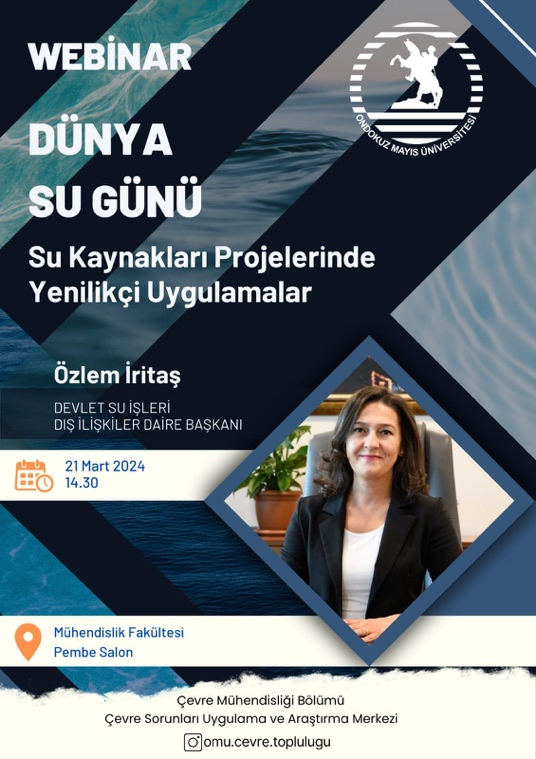 WEBİNAR
ONDOKUZ MAYIS ÜNİVERSİTESİ
DÜNYA
SU GÜNÜ
Su Kaynakları Projelerinde
Yenilikçi Uygulamalar
Özlem İritaş
DEVLET SU İŞLERİ
DIŞ İLİŞKİLER DAİRE BAŞKANI
21 Mart 2024
14.30
Mühendislik Fakültesi
Pembe Salon
Çevre Mühendisliği Bölümü
Çevre Sorunları Uygulama ve Araştırma Merkezi
omu.cevre.toplulugu